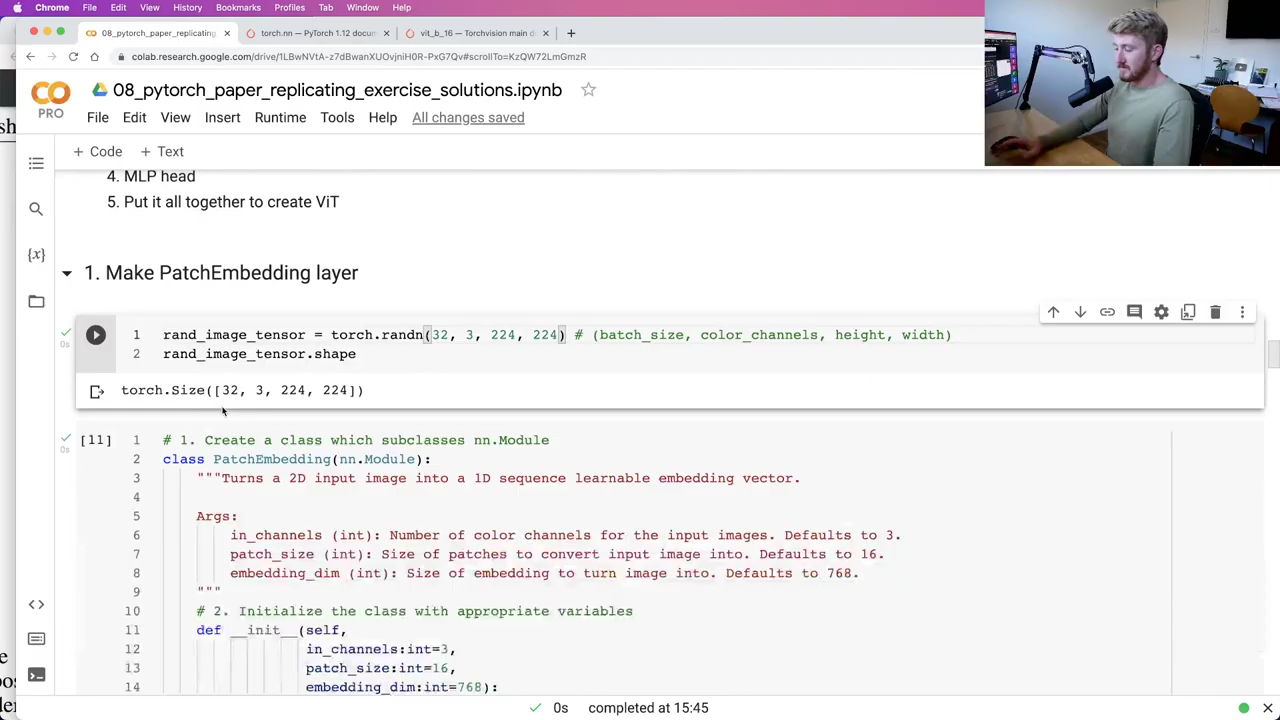 Chrome File Edit View History Bookmarks Profiles Tab Window Help
08_pytorch_paper_replicating_ torch.nn — PyTorch 1.12 docum vit_b_16 — Torchvision main d
colab.research.google.com/drive/1LBwNVtA-z7dBwanXUOvjniH0R-PxG7Qv#scrollTo=KzQW72LmGmzR
08_pytorch_paper_replicating_exercise_solutions.ipynb
PRO
File Edit View Insert Runtime Tools Help All changes saved
+ Code + Text
4. MLP head
5. Put it all together to create ViT
1. Make PatchEmbedding layer
1 rand_image_tensor = torch.randn(32, 3, 224, 224) # (batch_size, color_channels, height, width)
0s
2 rand_image_tensor.shape
torch.Size([32, 3, 224, 224])
[11] 1 # 1. Create a class which subclasses nn.Module
0s
2 class PatchEmbedding(nn.Module):
3 """Turns a 2D input image into a 1D sequence learnable embedding vector.
4
5 Args:
6 in_channels (int): Number of color channels for the input images. Defaults to 3.
7 patch_size (int): Size of patches to convert input image into. Defaults to 16.
8 embedding_dim (int): Size of embedding to turn image into. Defaults to 768.
9 """
10 # 2. Initialize the class with appropriate variables
11 def __init__(self,
12 in_channels:int=3,
13 patch_size:int=16,
14 embedding_dim:int=768):
0s completed at 15:45